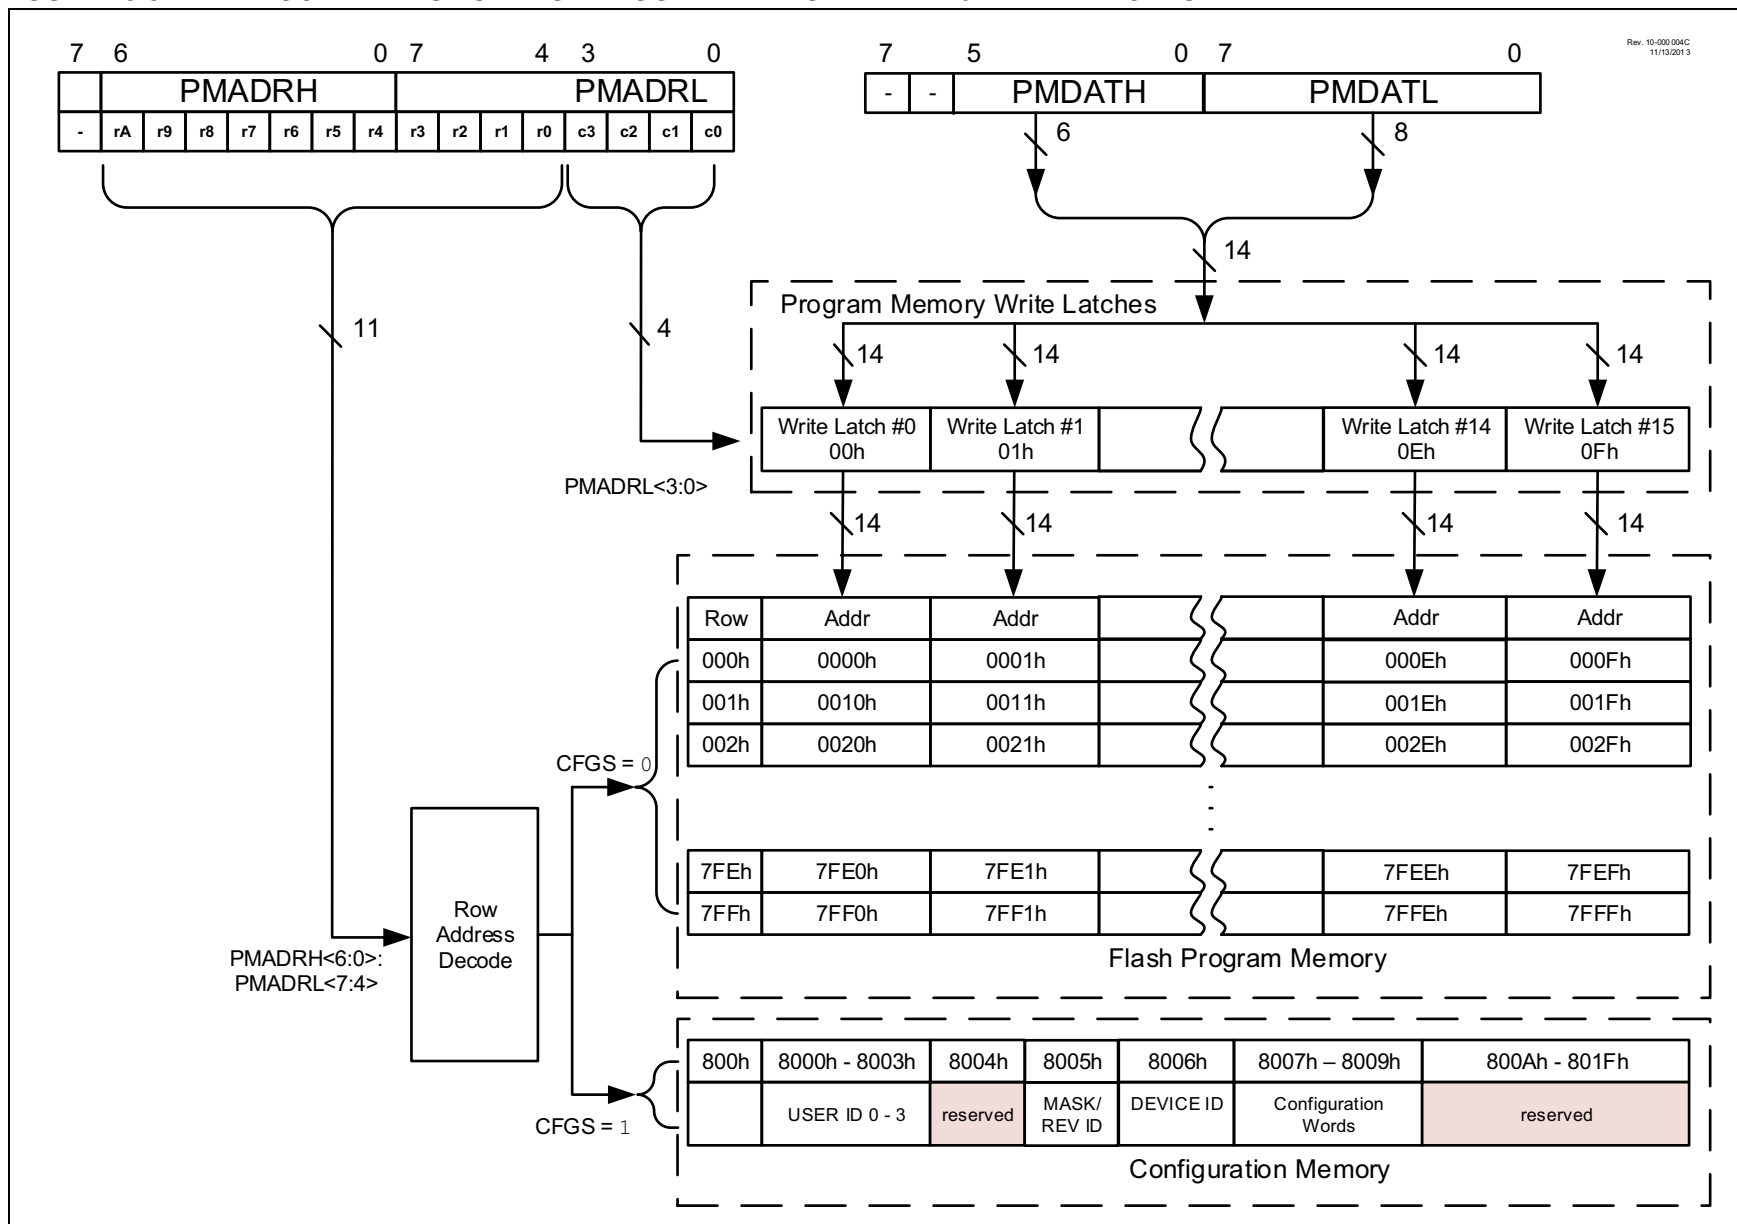 7 6 0 7 4 3 0
PMADRH PMADRL
- rA r9 r8 r7 r6 r5 r4 r3 r2 r1 r0 c3 c2 c1 c0
7 5 0 7 0
- - PMDATH PMDATL
Rev. 10-000004C
11/13/2013
6 8
14
11
4
Program Memory Write Latches
14 14 14 14
Write Latch #0
00h
Write Latch #1
01h
Write Latch #14
0Eh
Write Latch #15
0Fh
PMADRL<3:0>
14 14 14 14
Row Addr Addr Addr Addr
000h 0000h 0001h 000Eh 000Fh
001h 0010h 0011h 001Eh 001Fh
002h 0020h 0021h 002Eh 002Fh
CFGS = 0
7FEh 7FE0h 7FE1h 7FEEh 7FEFh
7FFh 7FF0h 7FF1h 7FFEh 7FFFh
Flash Program Memory
Row
Address
Decode
PMADRH<6:0>:
PMADRL<7:4>
800h 8000h - 8003h 8004h 8005h 8006h 8007h – 8009h 800Ah - 801Fh
USER ID 0 - 3
reserved
MASK/
REV ID
DEVICE ID
Configuration
Words
reserved
CFGS = 1
Configuration Memory